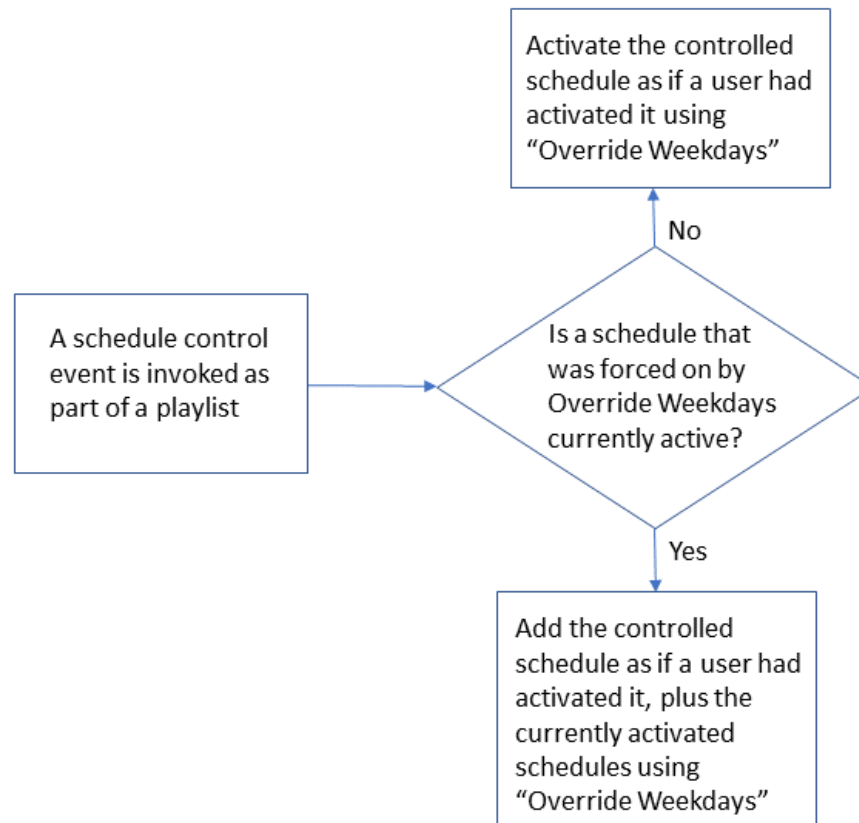 Activate the controlled
schedule as if a user had
activated it using
“Override Weekdays”
No
A schedule control
event is invoked as
part of a playlist
Is a schedule that
was forced on by
Override Weekdays
currently active?
Yes
Add the controlled
schedule as if a user had
activated it, plus the
currently activated
schedules using
“Override Weekdays”